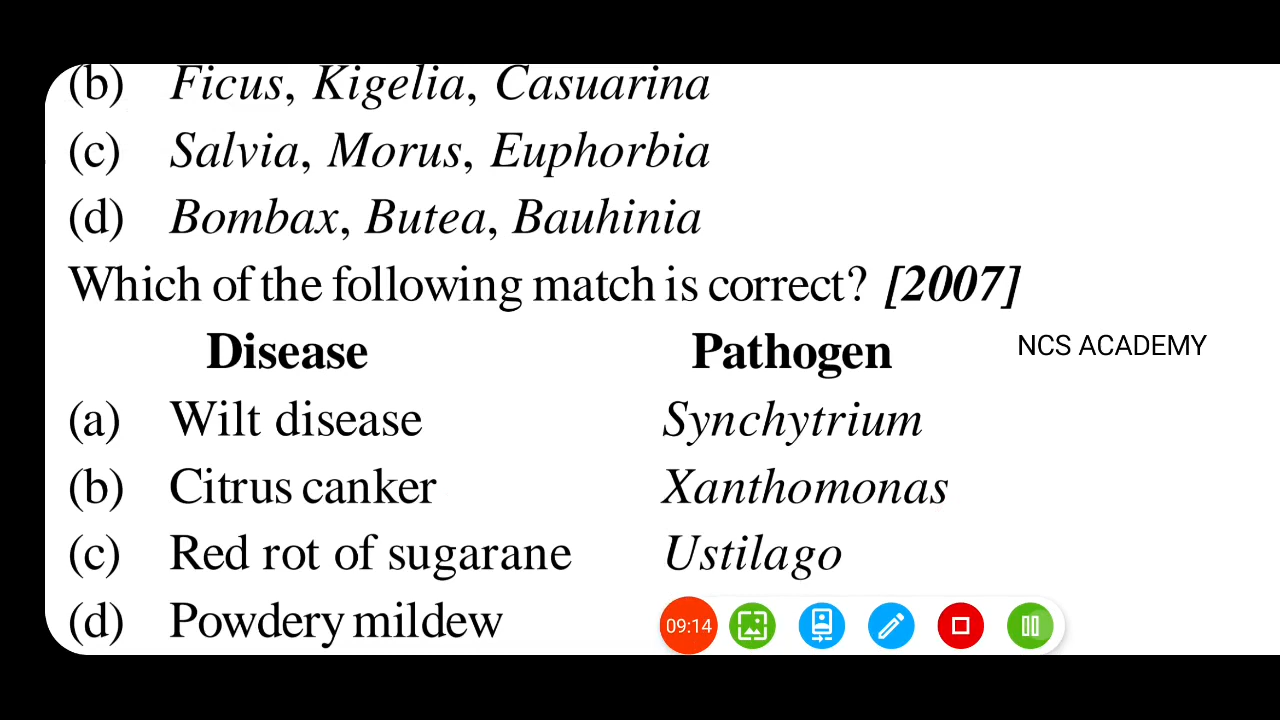 (b) Ficus, Kigelia, Casuarina
(c) Salvia, Morus, Euphorbia
(d) Bombax, Butea, Bauhinia
Which of the following match is correct? [2007]
Disease Pathogen NCS ACADEMY
(a) Wilt disease Synchytrium
(b) Citrus canker Xanthomonas
(c) Red rot of sugarane Ustilago
(d) Powdery mildew 09:14